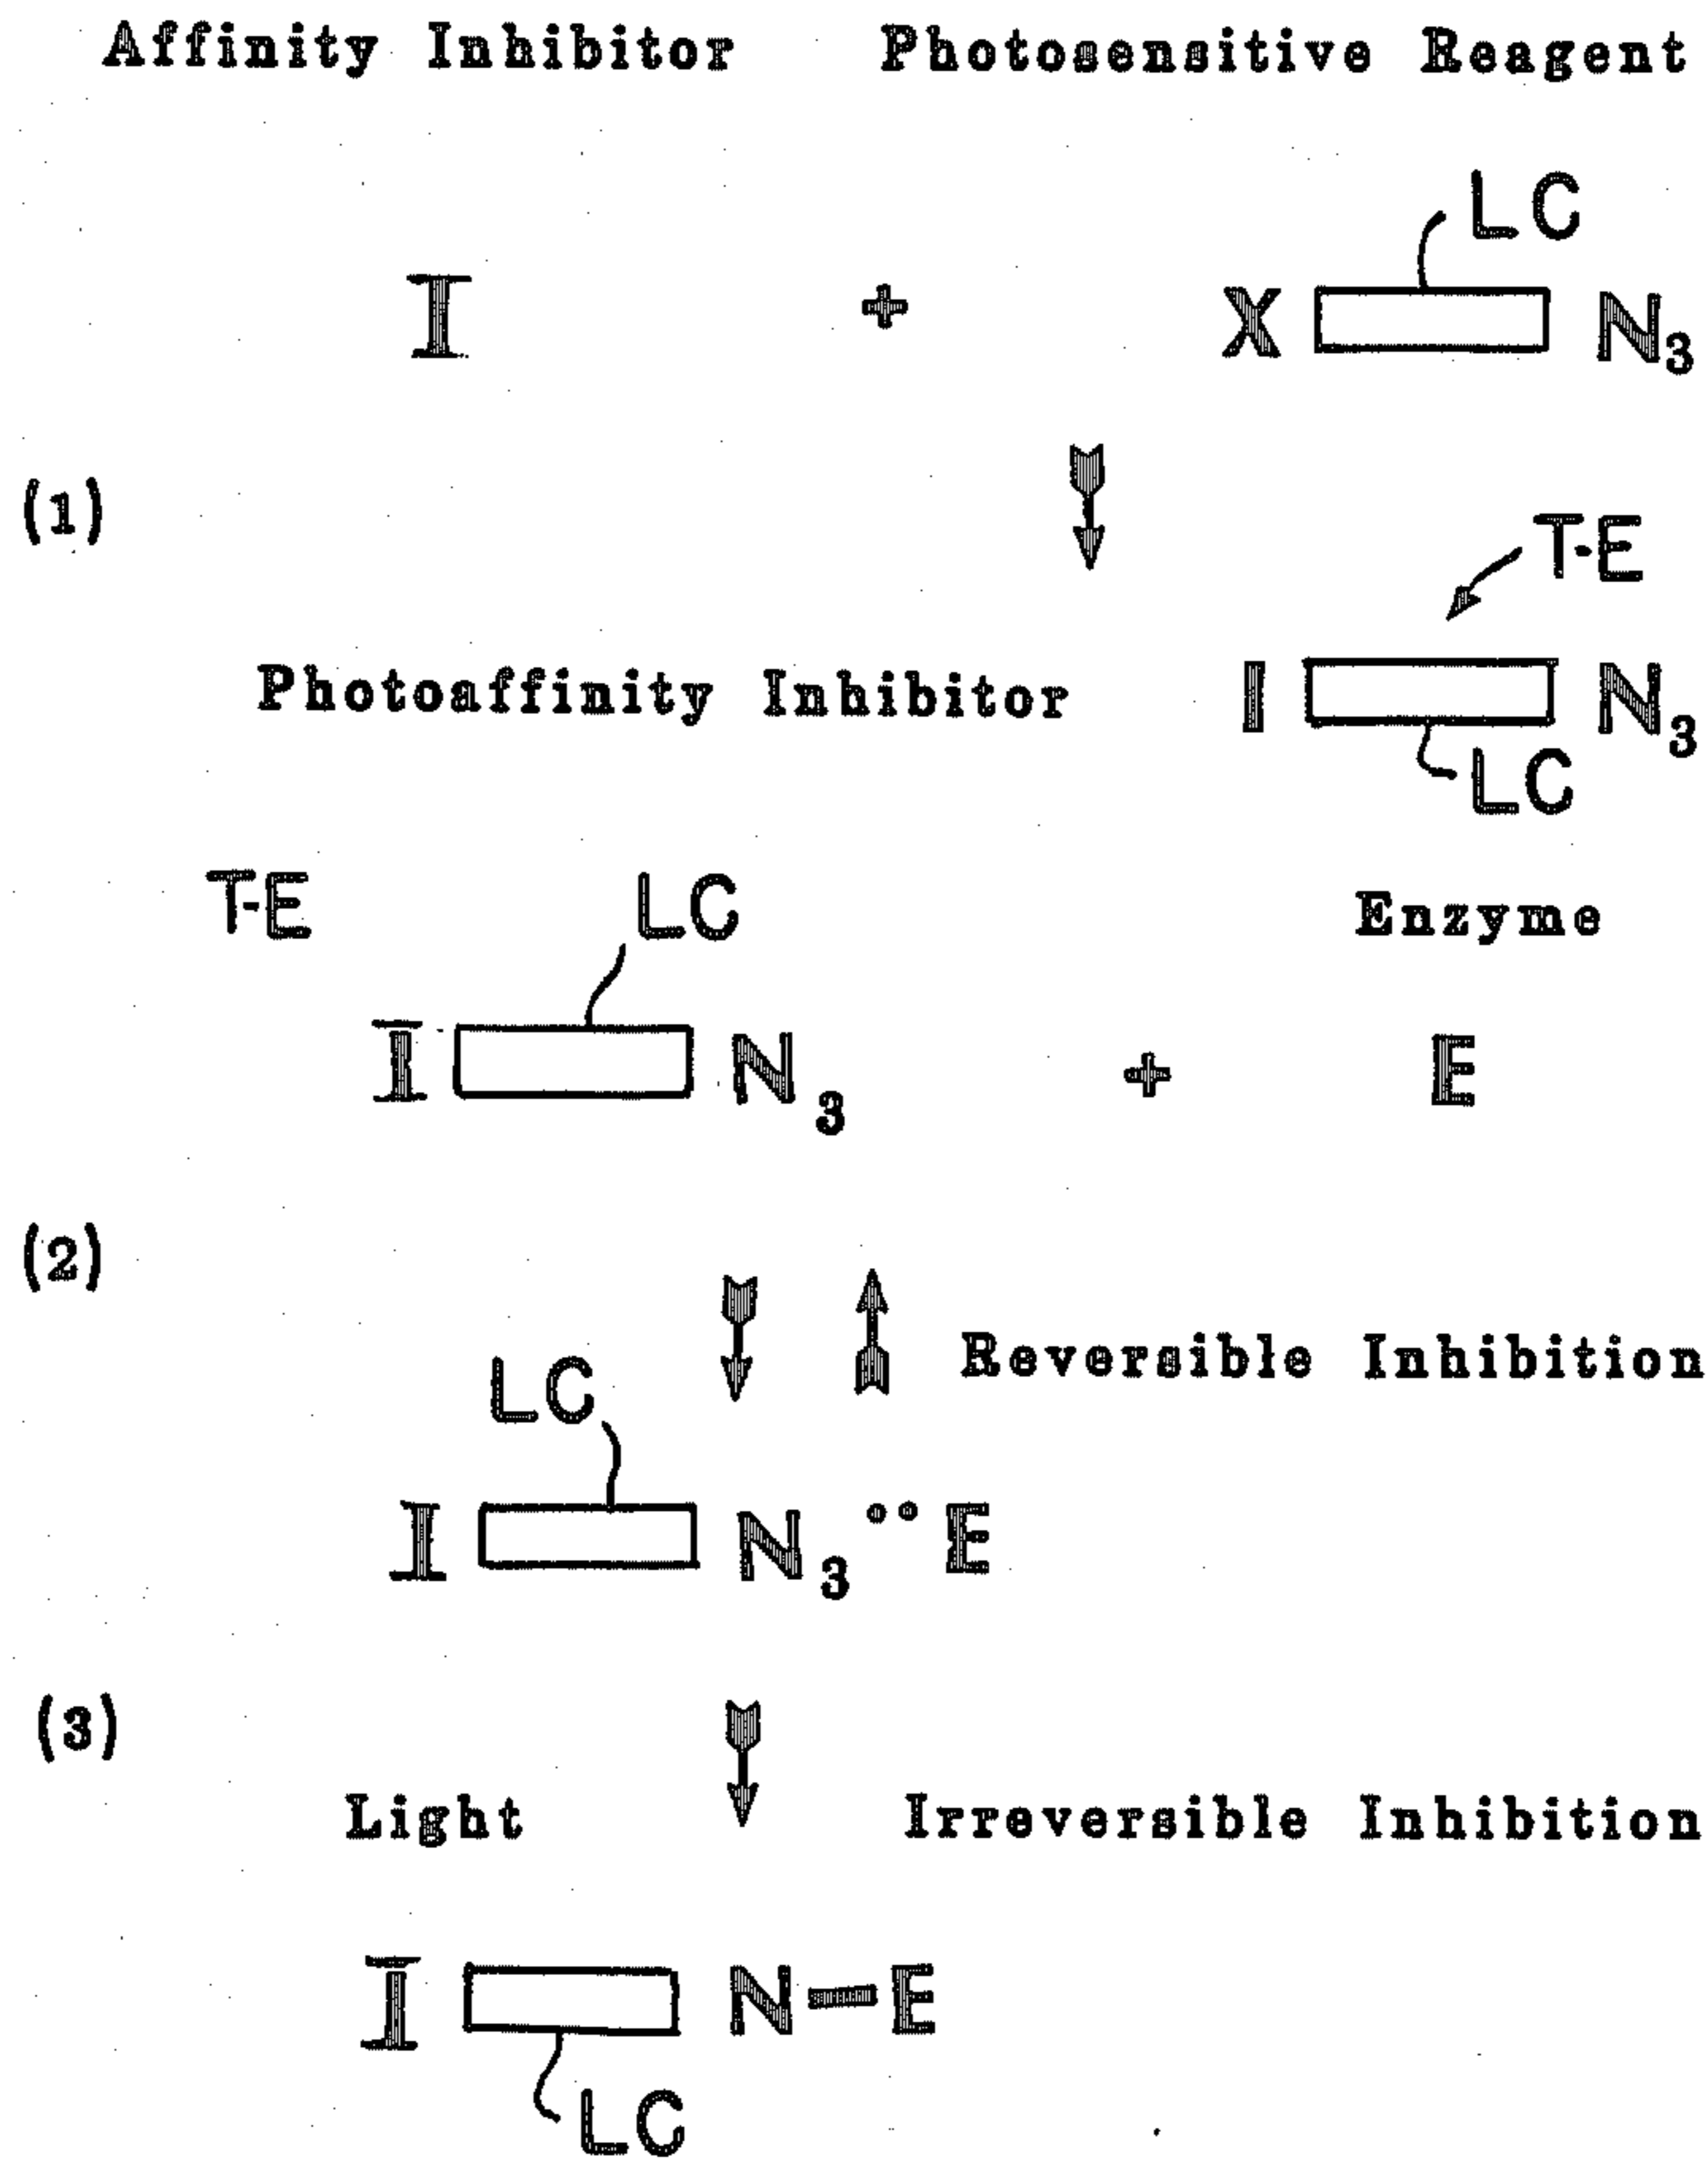 Affinity Inhibitor Photosensitive Reagent
LC
I + X N3
(1)
T-E
Photoaffinity Inhibitor I N3
LC
T-E LC Enzyme
I N3 + E
(2)
Reversible Inhibition
LC
I N3 °° E
(3)
Light Irreversible Inhibition
I N—E
LC